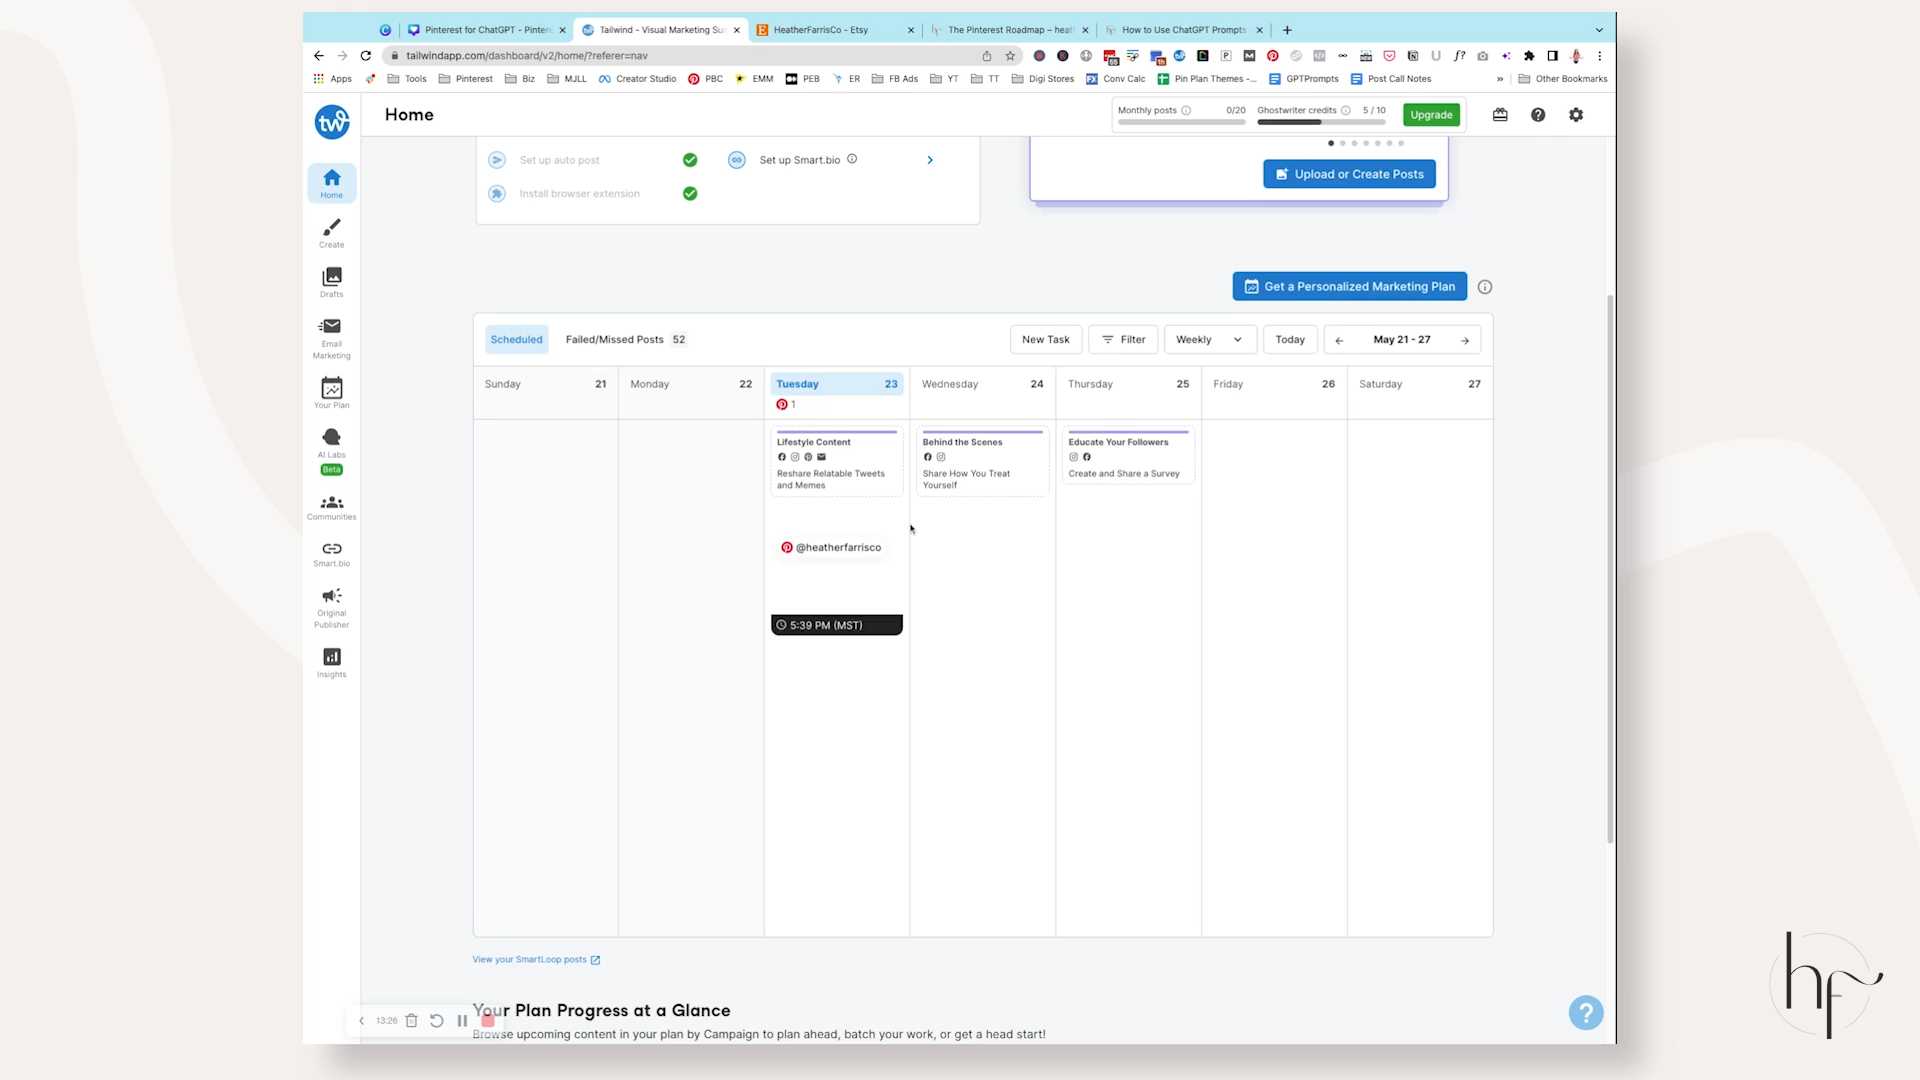 Pinterest for ChatGPT - Pintere
Tailwind - Visual Marketing Sui
HeatherFarrisCo - Etsy
The Pinterest Roadmap – heat
How to Use ChatGPT Prompts
tailwindapp.com/dashboard/v2/home/?referer=nav
Apps
Tools
Pinterest
Biz
MJLL
Creator Studio
PBC
EMM
PEB
ER
FB Ads
YT
TT
Digi Stores
Conv Calc
Pin Plan Themes -...
GPTPrompts
Post Call Notes
»
Other Bookmarks
tw
Home
Monthly posts
0/20
Ghostwriter credits
5 / 10
Upgrade
Home
Create
Drafts
Email
Marketing
Your Plan
AI Labs
Beta
Communities
Smart.bio
Original
Publisher
Insights
Set up auto post
Set up Smart.bio
Install browser extension
Upload or Create Posts
Get a Personalized Marketing Plan
Scheduled
Failed/Missed Posts 52
New Task
Filter
Weekly
Today
May 21 - 27
Sunday 21
Monday 22
Tuesday 23
Wednesday 24
Thursday 25
Friday 26
Saturday 27
1
Lifestyle Content
Reshare Relatable Tweets
and Memes
Behind the Scenes
Share How You Treat
Yourself
Educate Your Followers
Create and Share a Survey
@heatherfarrisco
5:39 PM (MST)
View your SmartLoop posts
Your Plan Progress at a Glance
Browse upcoming content in your plan by Campaign to plan ahead, batch your work, or get a head start!
13:26
?
hf